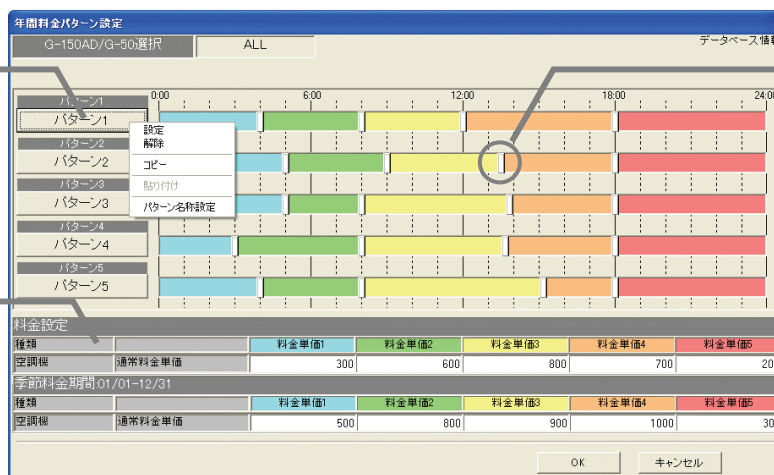 年間料金パターン設定
G-150AD/G-50選択 ALL データベース情報
0:00 6:00 12:00 18:00 24:00
パターン1
パターン1
設定
解除
コピー
貼り付け
パターン名称設定
パターン2
パターン2
パターン3
パターン3
パターン4
パターン4
パターン5
パターン5
料金設定
種類 料金単価1 料金単価2 料金単価3 料金単価4 料金単価5
空調機 通常料金単価 300 600 800 700 20
季節料金期間:01/01-12/31
種類 料金単価1 料金単価2 料金単価3 料金単価4 料金単価5
空調機 通常料金単価 500 800 900 1000 30
OK キャンセル